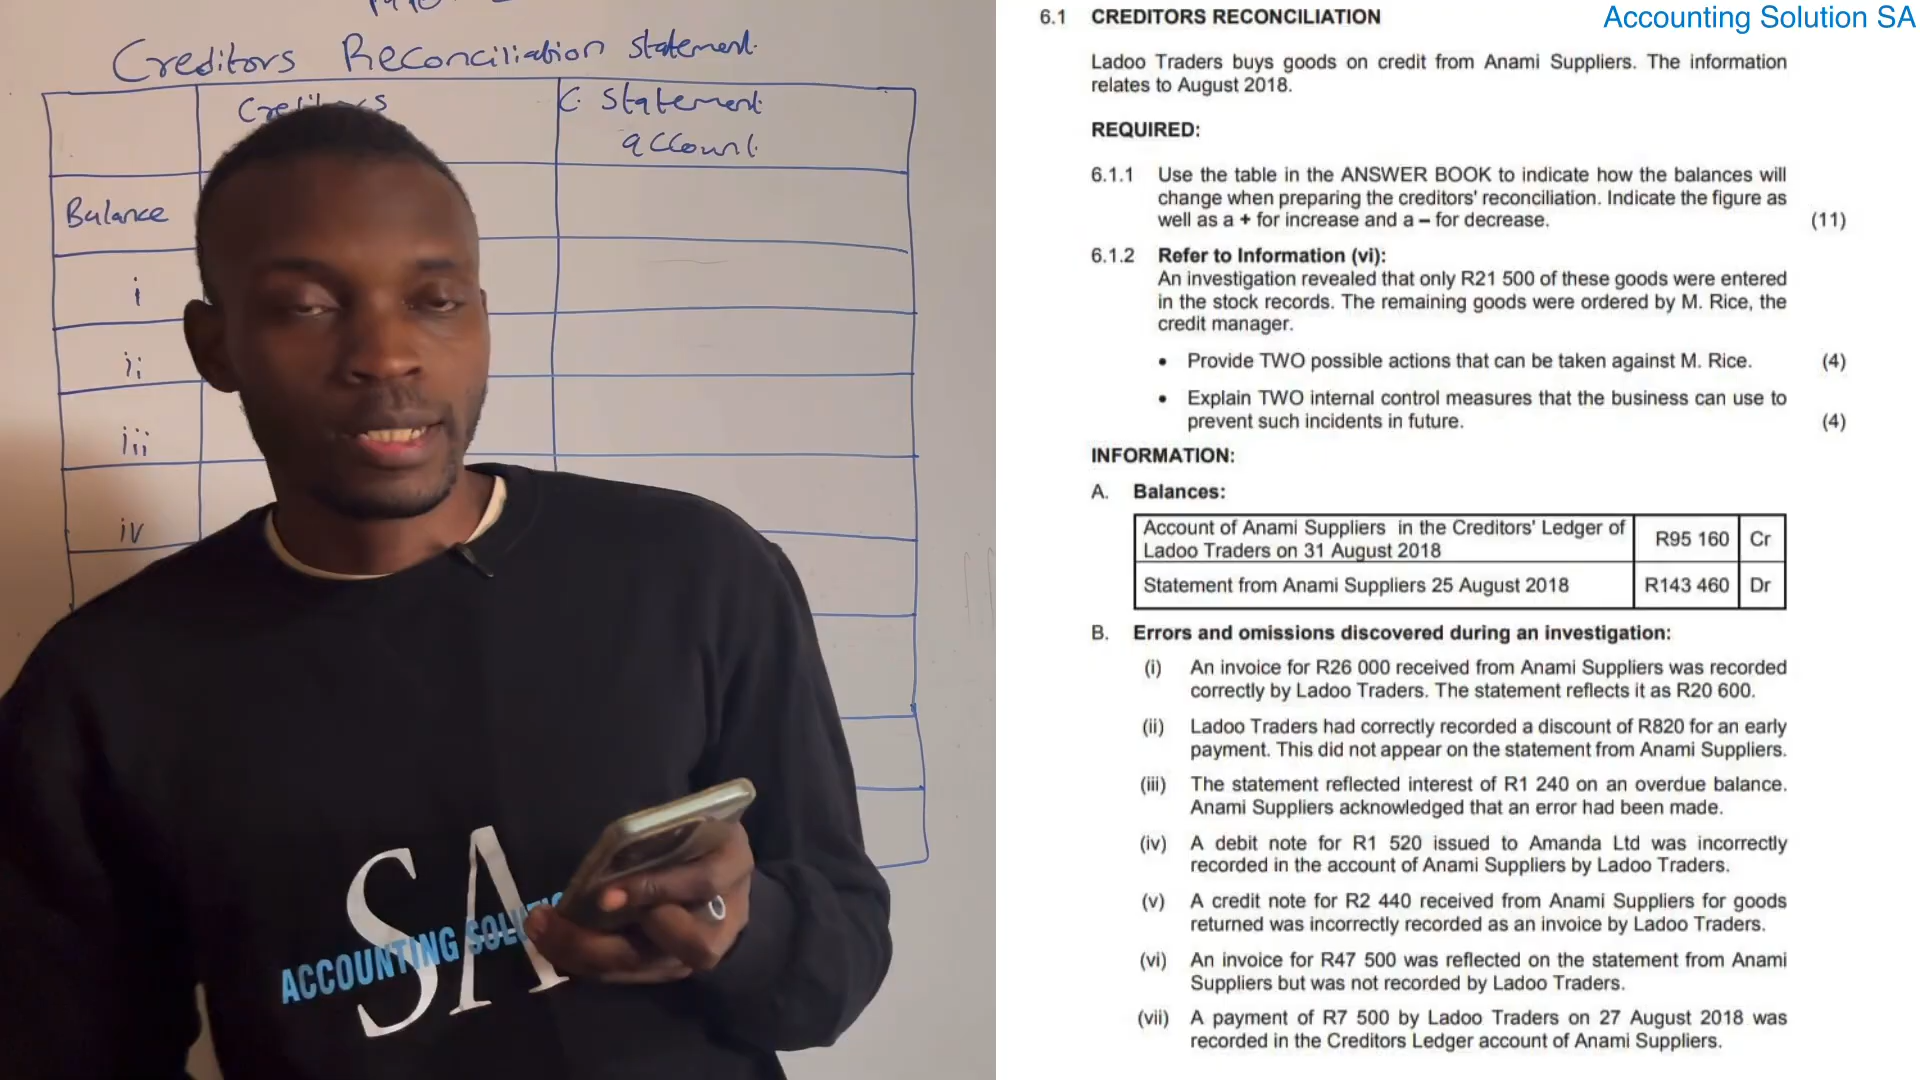 Creditors Reconciliation statement
C. Statement
account
Balance
i
ii
iii
iv
SA
ACCOUNTING
Accounting Solution SA
6.1 CREDITORS RECONCILIATION
Ladoo Traders buys goods on credit from Anami Suppliers. The information
relates to August 2018.
REQUIRED:
6.1.1 Use the table in the ANSWER BOOK to indicate how the balances will
change when preparing the creditors' reconciliation. Indicate the figure as
well as a + for increase and a – for decrease. (11)
6.1.2 Refer to Information (vi):
An investigation revealed that only R21 500 of these goods were entered
in the stock records. The remaining goods were ordered by M. Rice, the
credit manager.
• Provide TWO possible actions that can be taken against M. Rice. (4)
• Explain TWO internal control measures that the business can use to
prevent such incidents in future. (4)
INFORMATION:
A. Balances:
Account of Anami Suppliers in the Creditors' Ledger of
Ladoo Traders on 31 August 2018 R95 160 Cr
Statement from Anami Suppliers 25 August 2018 R143 460 Dr
B. Errors and omissions discovered during an investigation:
(i) An invoice for R26 000 received from Anami Suppliers was recorded
correctly by Ladoo Traders. The statement reflects it as R20 600.
(ii) Ladoo Traders had correctly recorded a discount of R820 for an early
payment. This did not appear on the statement from Anami Suppliers.
(iii) The statement reflected interest of R1 240 on an overdue balance.
Anami Suppliers acknowledged that an error had been made.
(iv) A debit note for R1 520 issued to Amanda Ltd was incorrectly
recorded in the account of Anami Suppliers by Ladoo Traders.
(v) A credit note for R2 440 received from Anami Suppliers for goods
returned was incorrectly recorded as an invoice by Ladoo Traders.
(vi) An invoice for R47 500 was reflected on the statement from Anami
Suppliers but was not recorded by Ladoo Traders.
(vii) A payment of R7 500 by Ladoo Traders on 27 August 2018 was
recorded in the Creditors Ledger account of Anami Suppliers.